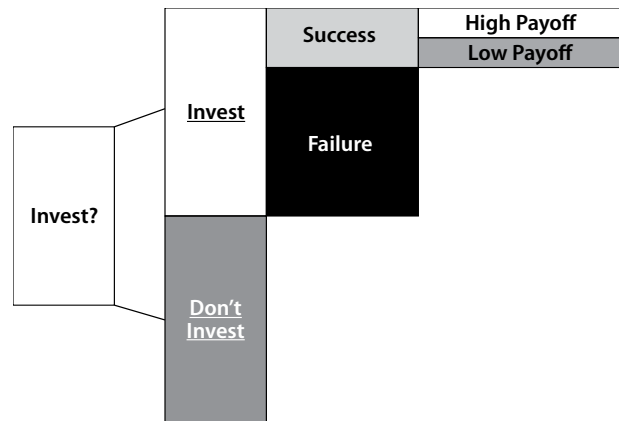 Invest?
Invest
Don't
Invest
Success
Failure
High Payoff
Low Payoff